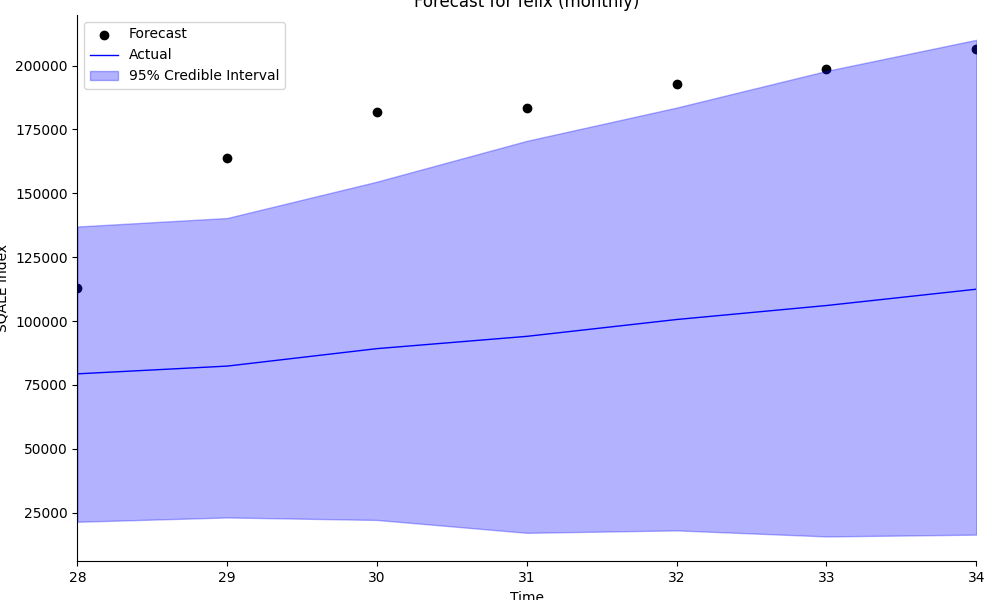 Forecast for felix (monthly)
Forecast
Actual
95% Credible Interval
SQALE Index
200000
175000
150000
125000
100000
75000
50000
25000
28 29 30 31 32 33 34
Time